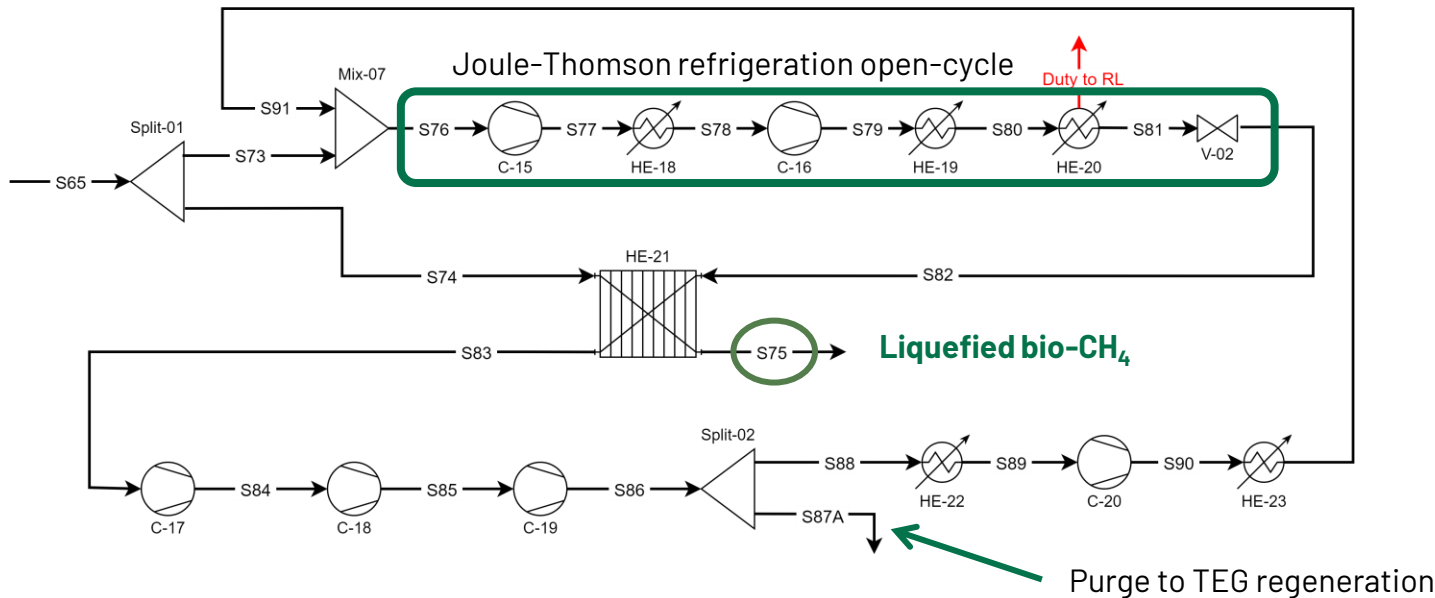 Joule-Thomson refrigeration open-cycle
Mix-07
Duty to RL
S91
Split-01
S76
S77
S78
S79
S80
S81
S73
C-15
HE-18
C-16
HE-19
HE-20
V-02
S65
HE-21
S74
S82
S83
S75
Liquefied bio-CH₄
Split-02
S88
S89
S90
S84
S85
S86
HE-22
C-20
HE-23
S87A
C-17
C-18
C-19
Purge to TEG regeneration